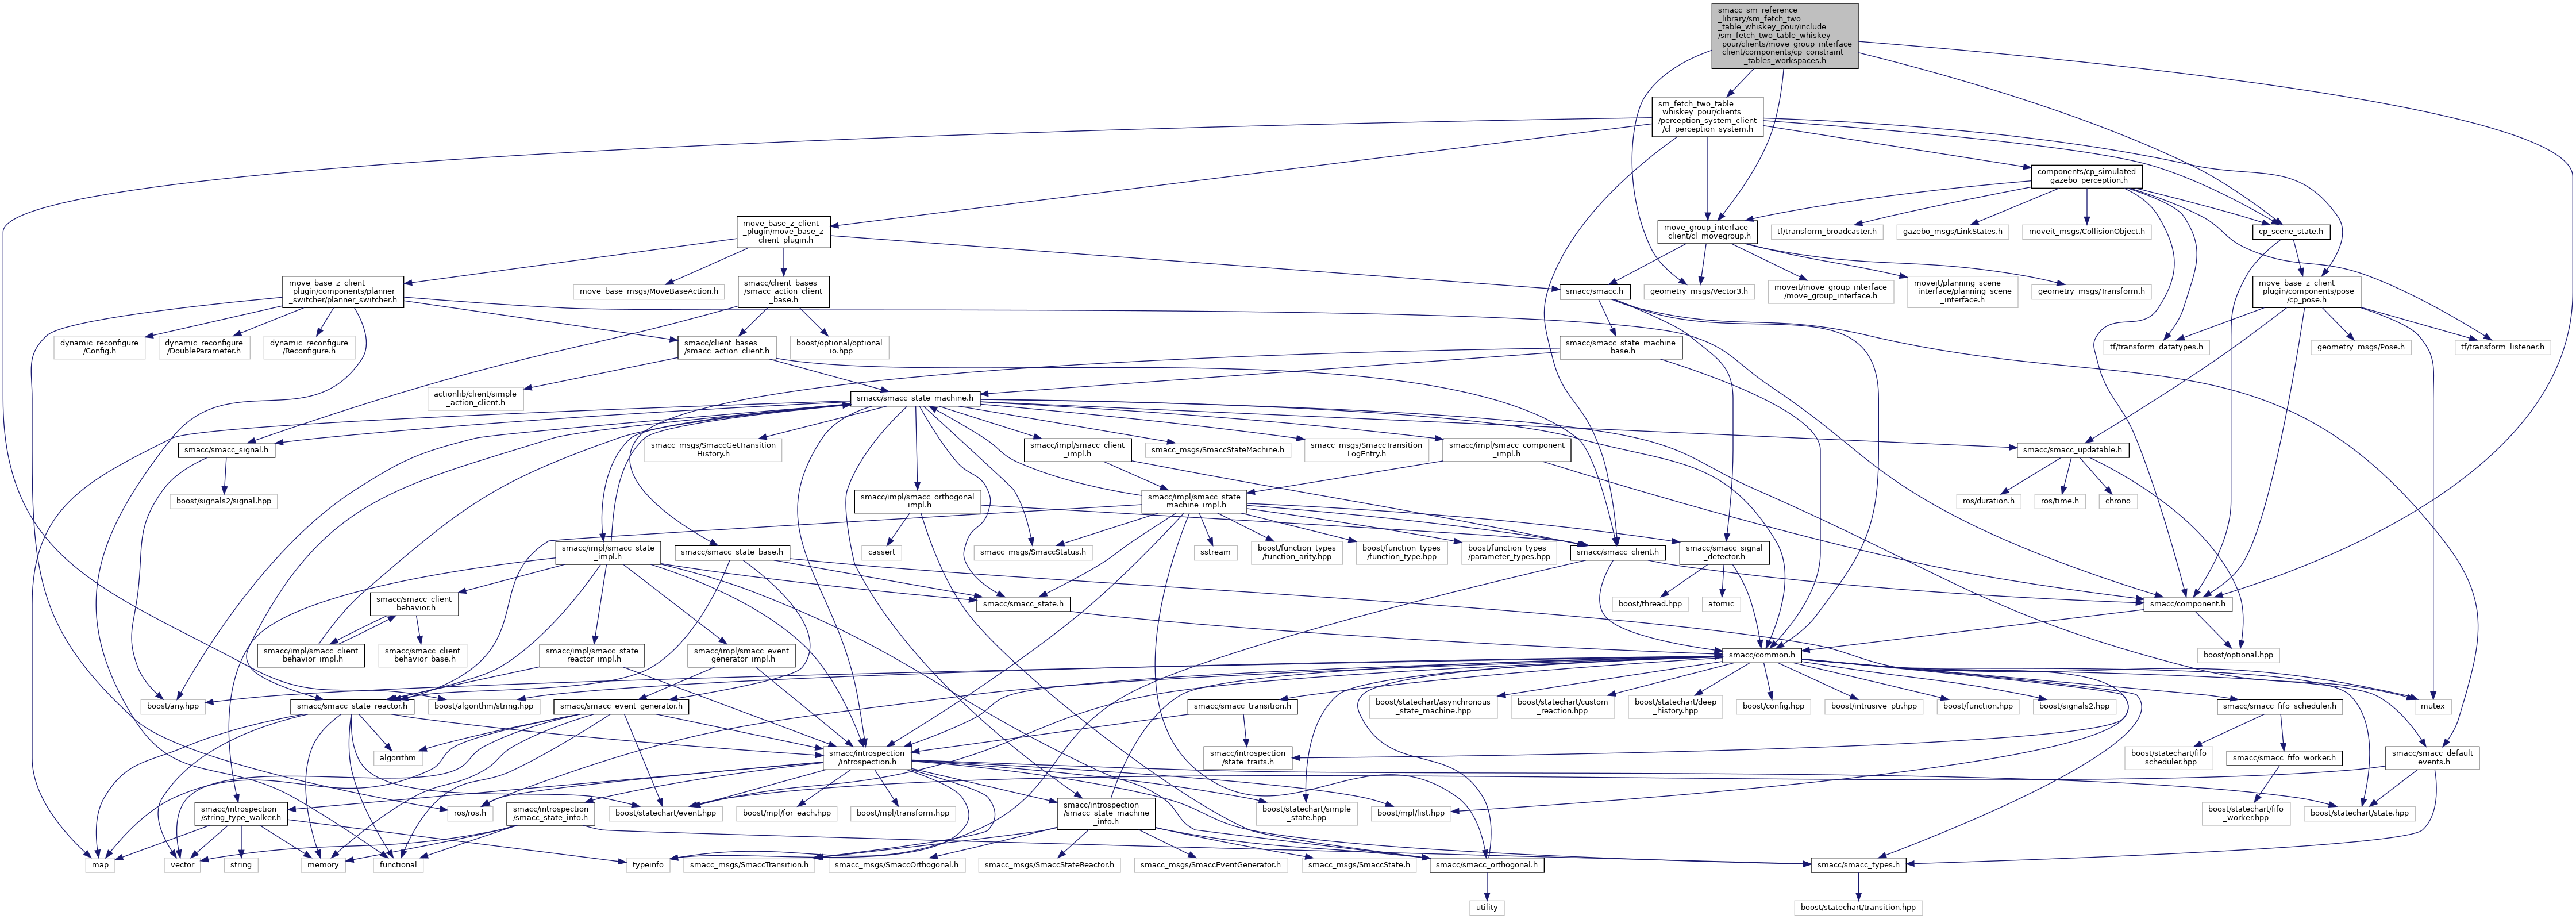 smacc_sm_reference
_library/sm_fetch_two
_table_whiskey_pour/include
/sm_fetch_two_table_whiskey
_pour/clients/move_group_interface
_client/components/cp_constraint
_tables_workspaces.h
sm_fetch_two_table
_whiskey_pour/clients
/perception_system_client
/cl_perception_system.h
components/cp_simulated
_gazebo_perception.h
move_base_z_client
_plugin/move_base_z
_client_plugin.h
move_group_interface
_client/cl_movegroup.h
tf/transform_broadcaster.h
gazebo_msgs/LinkStates.h
moveit_msgs/CollisionObject.h
cp_scene_state.h
move_base_z_client
_plugin/components/planner
_switcher/planner_switcher.h
move_base_msgs/MoveBaseAction.h
smacc/client_bases
/smacc_action_client
_base.h
smacc/smacc.h
geometry_msgs/Vector3.h
moveit/move_group_interface
/move_group_interface.h
moveit/planning_scene
_interface/planning_scene
_interface.h
geometry_msgs/Transform.h
move_base_z_client
_plugin/components/pose
/cp_pose.h
dynamic_reconfigure
/Config.h
dynamic_reconfigure
/DoubleParameter.h
dynamic_reconfigure
/Reconfigure.h
smacc/client_bases
/smacc_action_client.h
boost/optional/optional
_io.hpp
smacc/smacc_state_machine
_base.h
tf/transform_datatypes.h
geometry_msgs/Pose.h
tf/transform_listener.h
actionlib/client/simple
_action_client.h
smacc/smacc_state_machine.h
smacc/smacc_signal.h
smacc_msgs/SmaccGetTransition
History.h
smacc/impl/smacc_client
_impl.h
smacc_msgs/SmaccStateMachine.h
smacc_msgs/SmaccTransition
LogEntry.h
smacc/impl/smacc_component
_impl.h
smacc/smacc_updatable.h
boost/signals2/signal.hpp
smacc/impl/smacc_orthogonal
_impl.h
smacc/impl/smacc_state
_machine_impl.h
ros/duration.h
ros/time.h
chrono
smacc/impl/smacc_state
_impl.h
smacc/smacc_state_base.h
cassert
smacc_msgs/SmaccStatus.h
sstream
boost/function_types
/function_arity.hpp
boost/function_types
/function_type.hpp
boost/function_types
/parameter_types.hpp
smacc/smacc_client.h
smacc/smacc_signal
_detector.h
smacc/smacc_client
_behavior.h
smacc/smacc_state.h
boost/thread.hpp
atomic
smacc/component.h
smacc/impl/smacc_client
_behavior_impl.h
smacc/smacc_client
_behavior_base.h
smacc/impl/smacc_state
_reactor_impl.h
smacc/impl/smacc_event
_generator_impl.h
smacc/common.h
boost/optional.hpp
boost/any.hpp
smacc/smacc_state_reactor.h
boost/algorithm/string.hpp
smacc/smacc_event_generator.h
smacc/smacc_transition.h
boost/statechart/asynchronous
_state_machine.hpp
boost/statechart/custom
_reaction.hpp
boost/statechart/deep
_history.hpp
boost/config.hpp
boost/intrusive_ptr.hpp
boost/function.hpp
boost/signals2.hpp
smacc/smacc_fifo_scheduler.h
mutex
algorithm
smacc/introspection
/introspection.h
smacc/introspection
/state_traits.h
boost/statechart/fifo
_scheduler.hpp
smacc/smacc_fifo_worker.h
smacc/smacc_default
_events.h
smacc/introspection
/string_type_walker.h
ros/ros.h
smacc/introspection
/smacc_state_info.h
boost/statechart/event.hpp
boost/mpl/for_each.hpp
boost/mpl/transform.hpp
smacc/introspection
/smacc_state_machine
_info.h
boost/statechart/simple
_state.hpp
boost/mpl/list.hpp
boost/statechart/fifo
_worker.hpp
boost/statechart/state.hpp
map
vector
string
memory
functional
typeinfo
smacc_msgs/SmaccTransition.h
smacc_msgs/SmaccOrthogonal.h
smacc_msgs/SmaccStateReactor.h
smacc_msgs/SmaccEventGenerator.h
smacc_msgs/SmaccState.h
smacc/smacc_orthogonal.h
smacc/smacc_types.h
utility
boost/statechart/transition.hpp